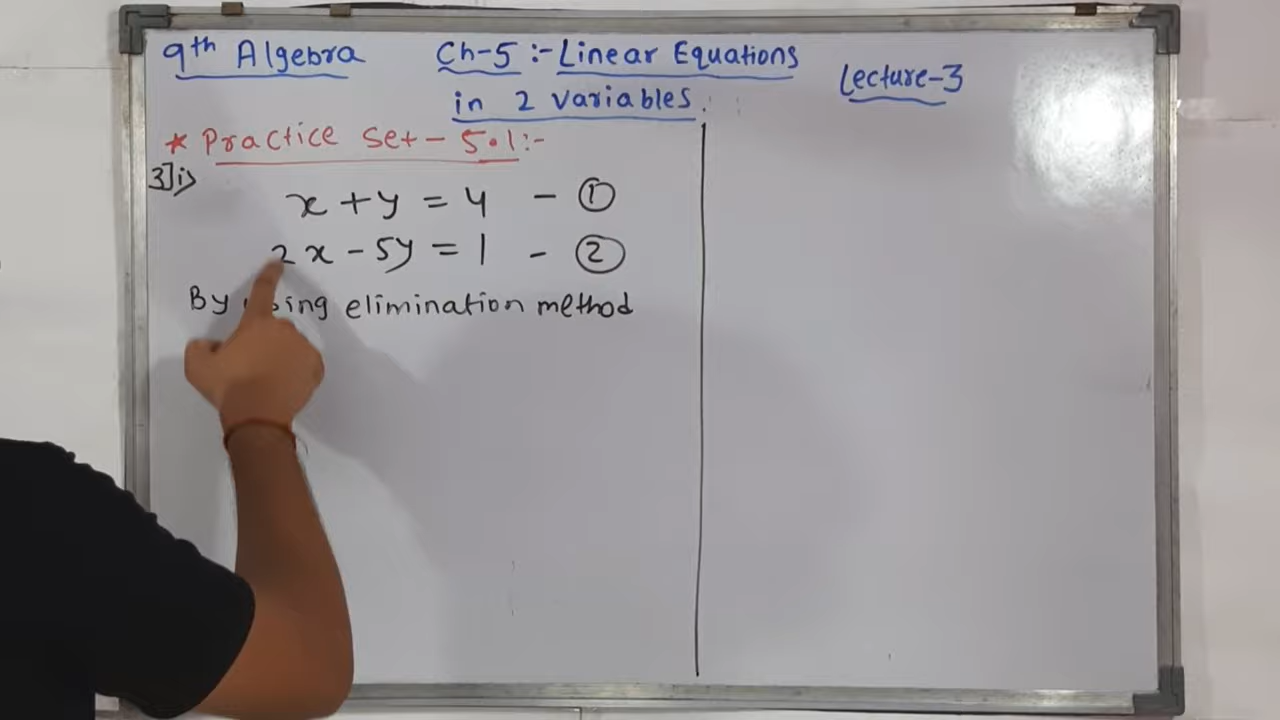 9th Algebra Ch-5 :- Linear Equations
in 2 variables.
Lecture-3
* Practice Set - 5.1:-
3] i>
x + y = 4 - ①
2x - 5y = 1 - ②
By using elimination method